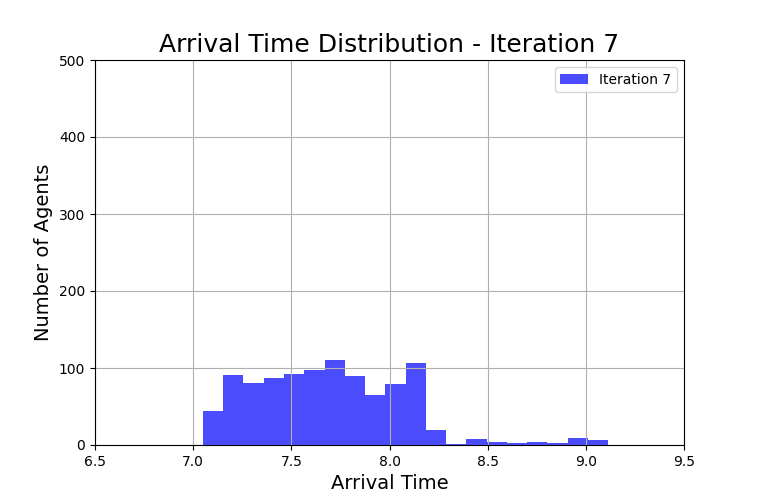 Arrival Time Distribution - Iteration 7
500
Iteration 7
400
300
200
100
0
Number of Agents
6.5 7.0 7.5 8.0 8.5 9.0 9.5
Arrival Time